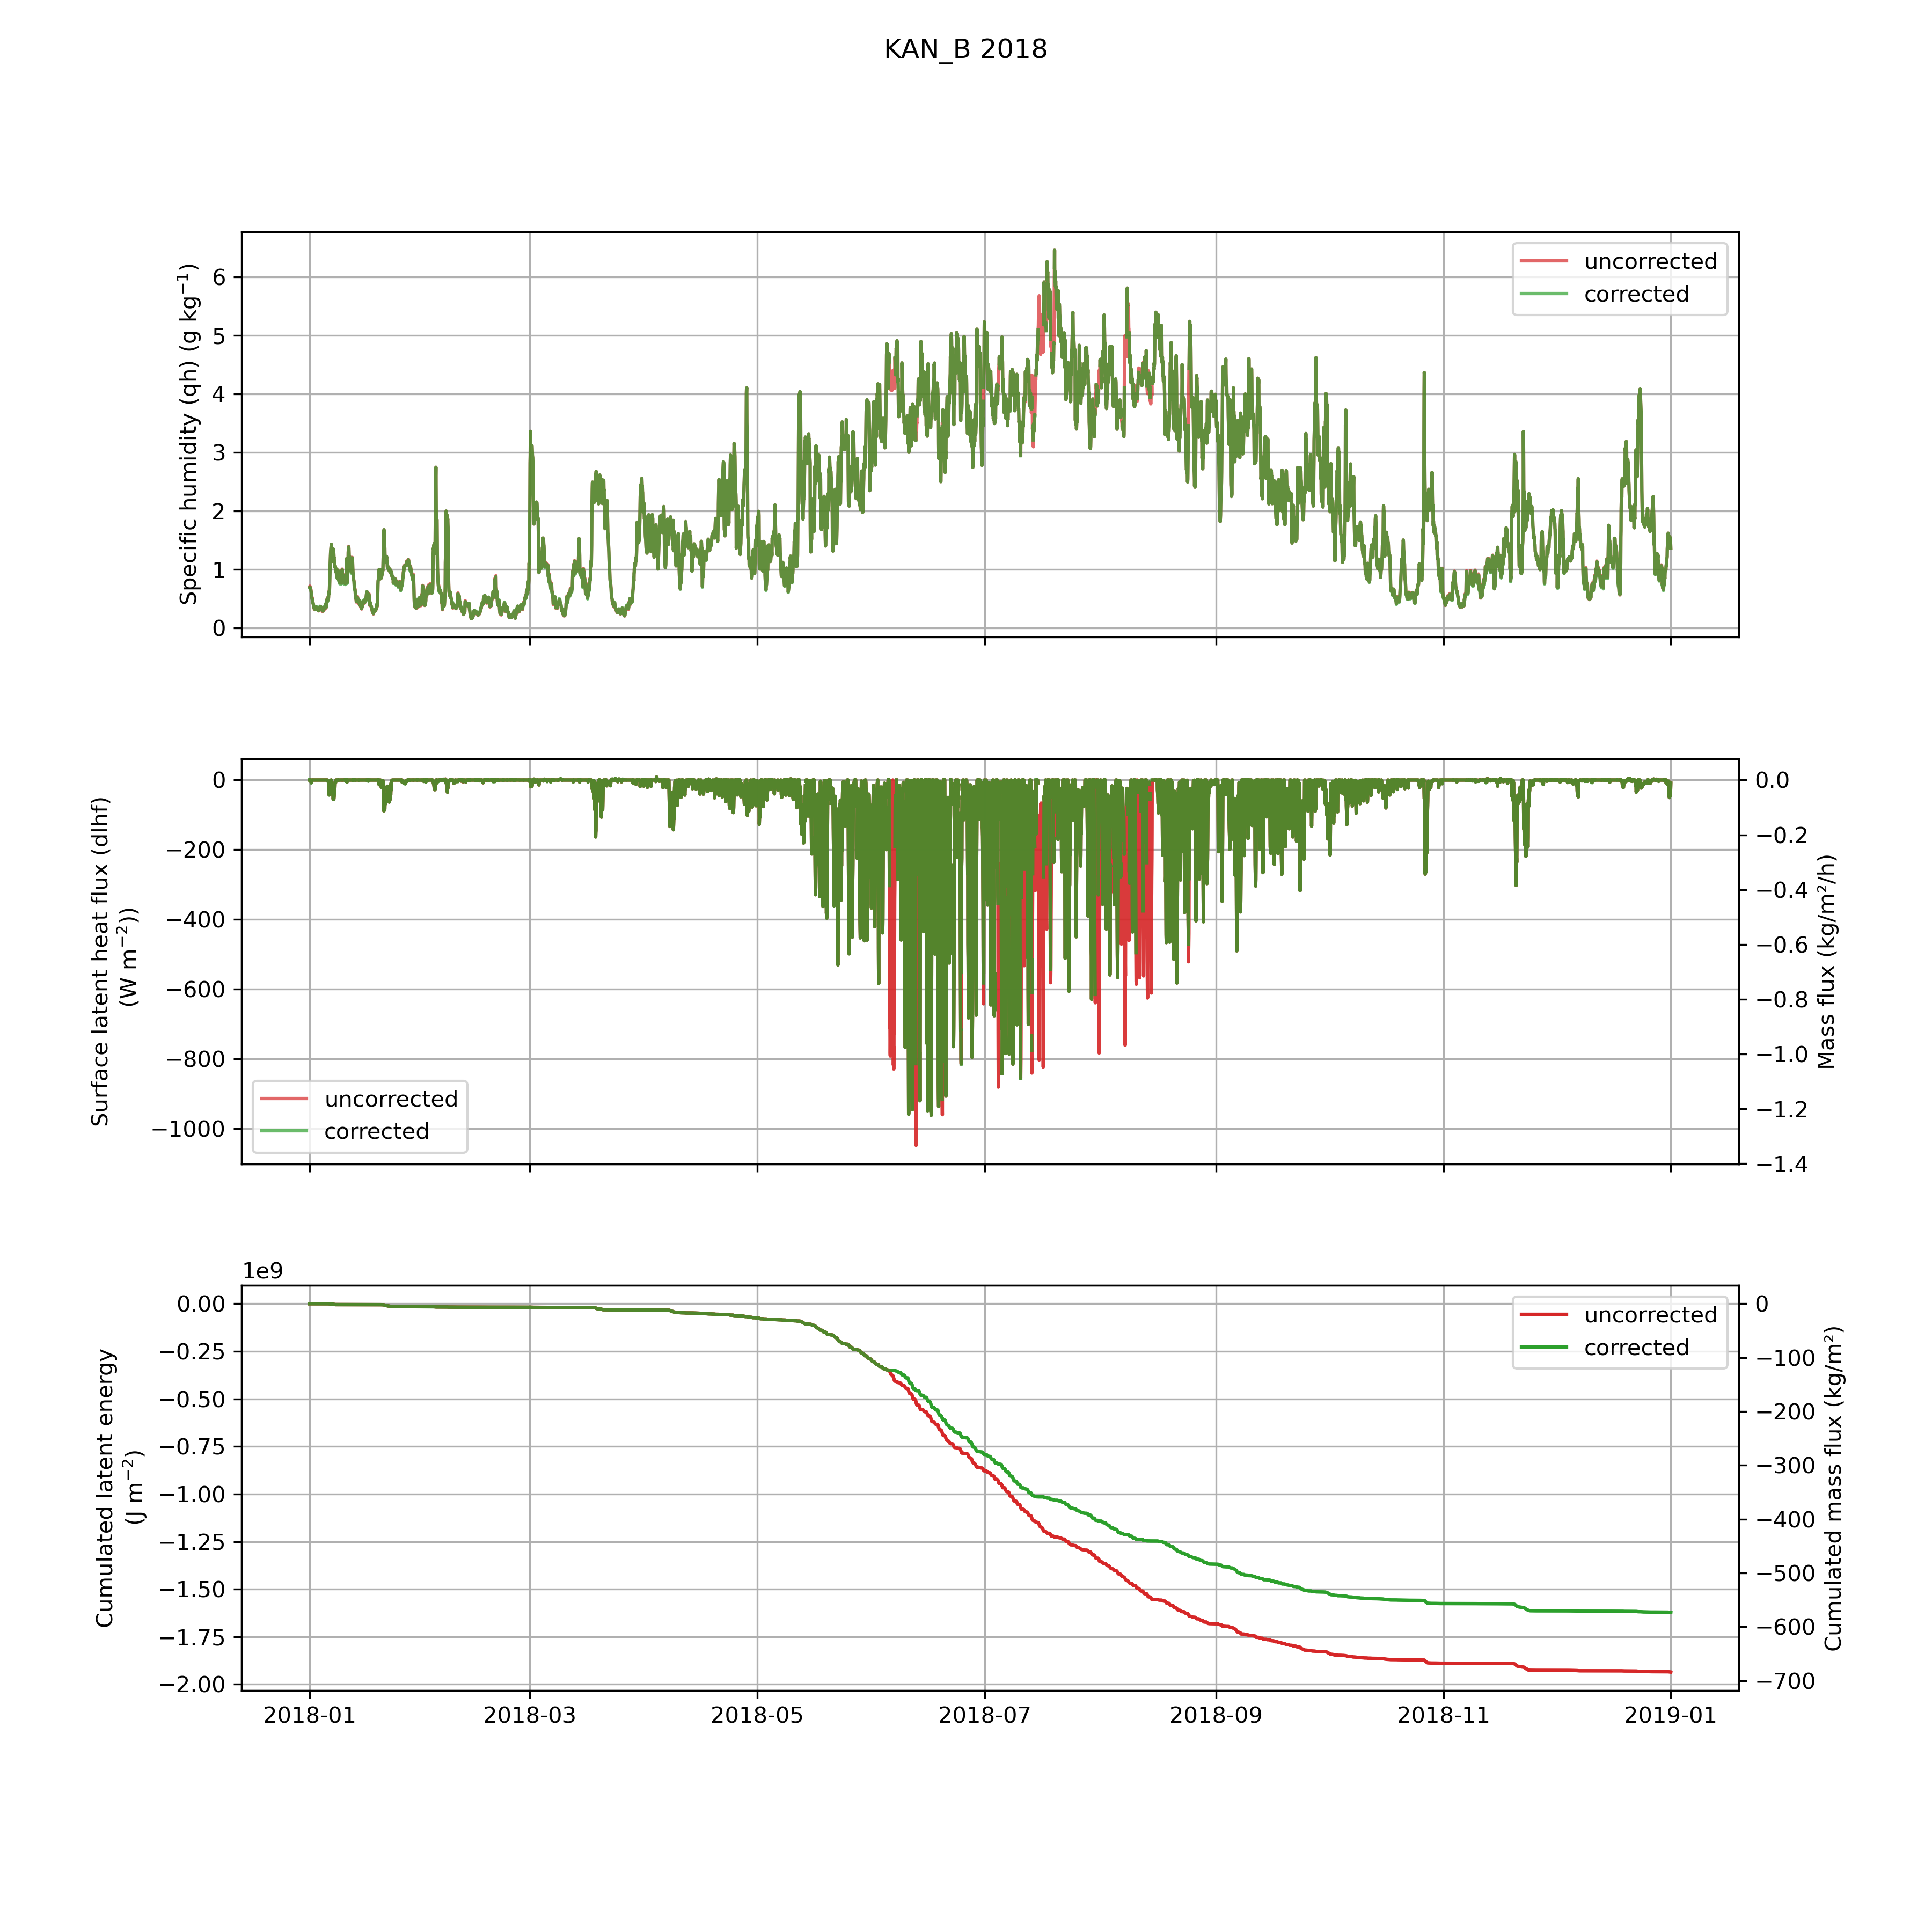 KAN_B 2018
Specific humidity (qh) (g kg⁻¹)
6
5
4
3
2
1
0
uncorrected
corrected
Surface latent heat flux (dlhf)
(W m⁻²))
0
−200
−400
−600
−800
−1000
uncorrected
corrected
0.0
−0.2
−0.4
−0.6
−0.8
−1.0
−1.2
−1.4
Mass flux (kg/m²/h)
1e9
Cumulated latent energy
(J m⁻²)
0.00
−0.25
−0.50
−0.75
−1.00
−1.25
−1.50
−1.75
−2.00
uncorrected
corrected
0
−100
−200
−300
−400
−500
−600
−700
Cumulated mass flux (kg/m²)
2018-01 2018-03 2018-05 2018-07 2018-09 2018-11 2019-01